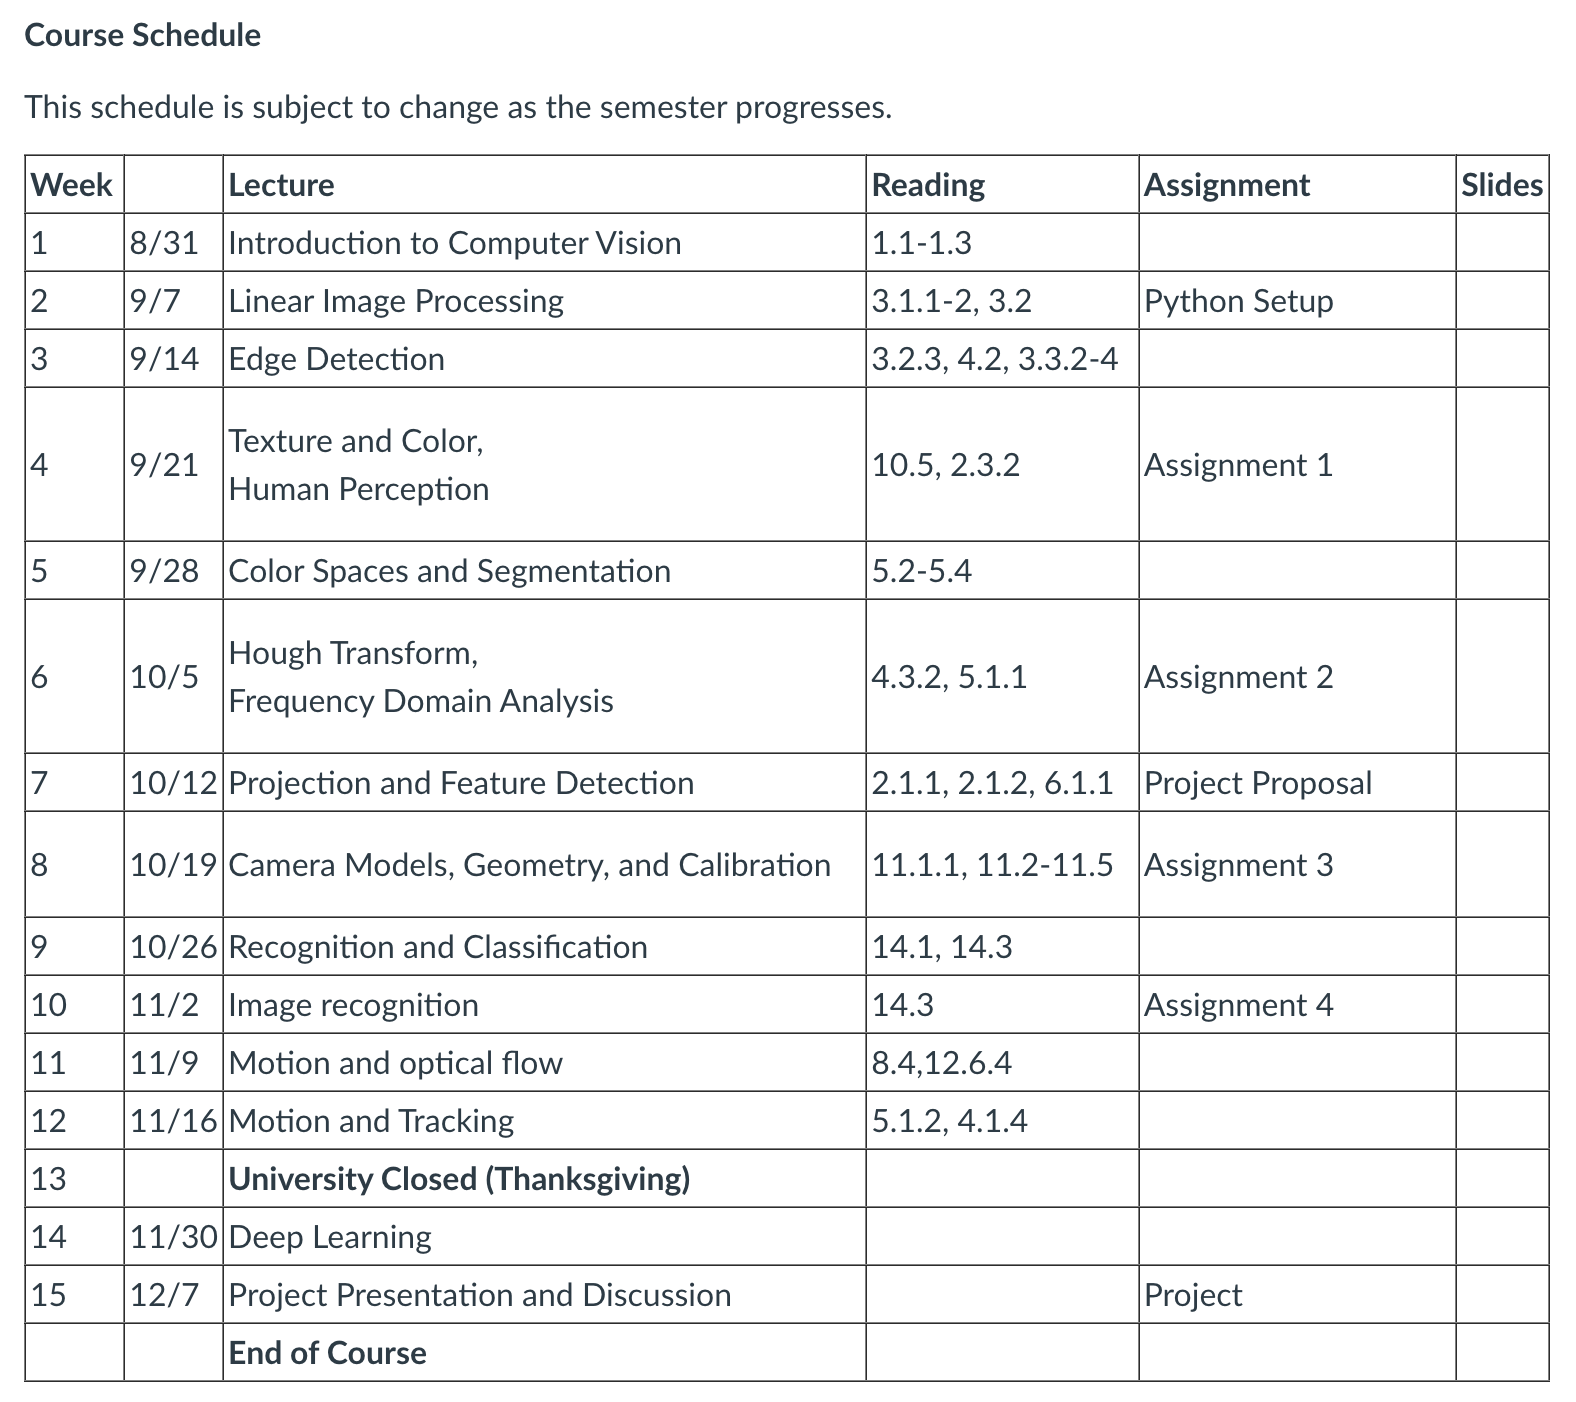 Course Schedule
This schedule is subject to change as the semester progresses.
Week Lecture Reading Assignment Slides
1 8/31 Introduction to Computer Vision 1.1-1.3
2 9/7 Linear Image Processing 3.1.1-2, 3.2 Python Setup
3 9/14 Edge Detection 3.2.3, 4.2, 3.3.2-4
4 9/21 Texture and Color,
Human Perception 10.5, 2.3.2 Assignment 1
5 9/28 Color Spaces and Segmentation 5.2-5.4
6 10/5 Hough Transform,
Frequency Domain Analysis 4.3.2, 5.1.1 Assignment 2
7 10/12 Projection and Feature Detection 2.1.1, 2.1.2, 6.1.1 Project Proposal
8 10/19 Camera Models, Geometry, and Calibration 11.1.1, 11.2-11.5 Assignment 3
9 10/26 Recognition and Classification 14.1, 14.3
10 11/2 Image recognition 14.3 Assignment 4
11 11/9 Motion and optical flow 8.4,12.6.4
12 11/16 Motion and Tracking 5.1.2, 4.1.4
13 University Closed (Thanksgiving)
14 11/30 Deep Learning
15 12/7 Project Presentation and Discussion Project
End of Course